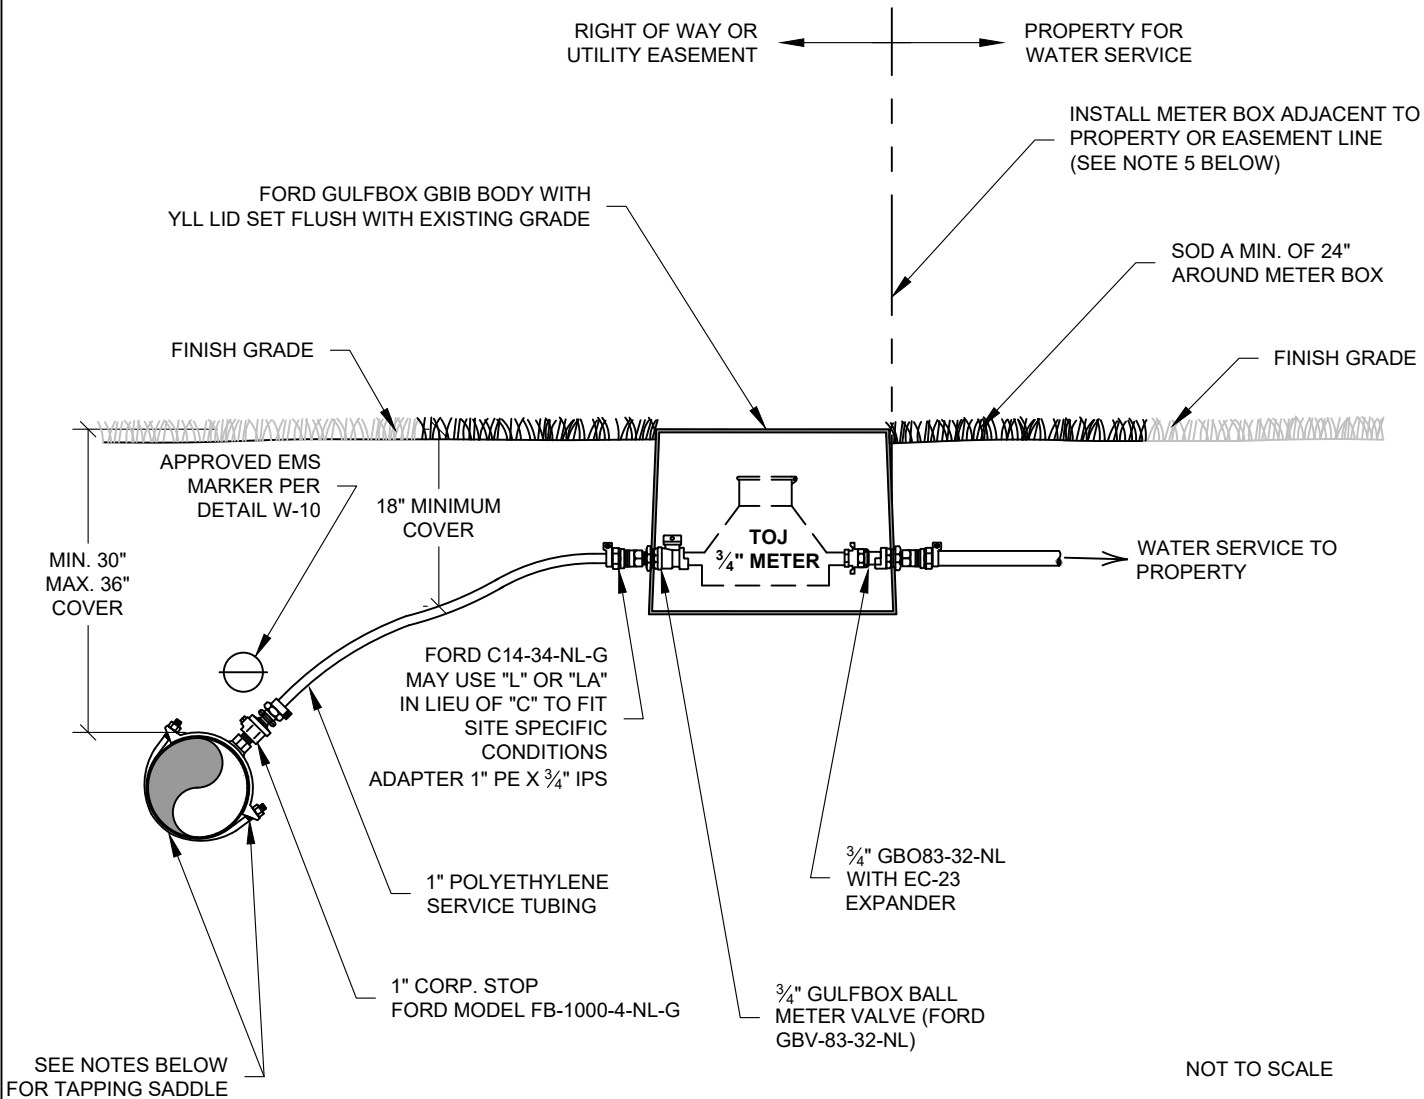 RIGHT OF WAY OR
UTILITY EASEMENT
PROPERTY FOR
WATER SERVICE
INSTALL METER BOX ADJACENT TO
PROPERTY OR EASEMENT LINE
(SEE NOTE 5 BELOW)
FORD GULFBOX GBIB BODY WITH
YLL LID SET FLUSH WITH EXISTING GRADE
SOD A MIN. OF 24"
AROUND METER BOX
FINISH GRADE
FINISH GRADE
APPROVED EMS
MARKER PER
DETAIL W-10
18" MINIMUM
COVER
MIN. 30"
MAX. 36"
COVER
TOJ
3/4" METER
WATER SERVICE TO
PROPERTY
FORD C14-34-NL-G
MAY USE "L" OR "LA"
IN LIEU OF "C" TO FIT
SITE SPECIFIC
CONDITIONS
ADAPTER 1" PE X 3/4" IPS
3/4" GBO83-32-NL
WITH EC-23
EXPANDER
1" POLYETHYLENE
SERVICE TUBING
1" CORP. STOP
FORD MODEL FB-1000-4-NL-G
3/4" GULFBOX BALL
METER VALVE (FORD
GBV-83-32-NL)
SEE NOTES BELOW
FOR TAPPING SADDLE
NOT TO SCALE